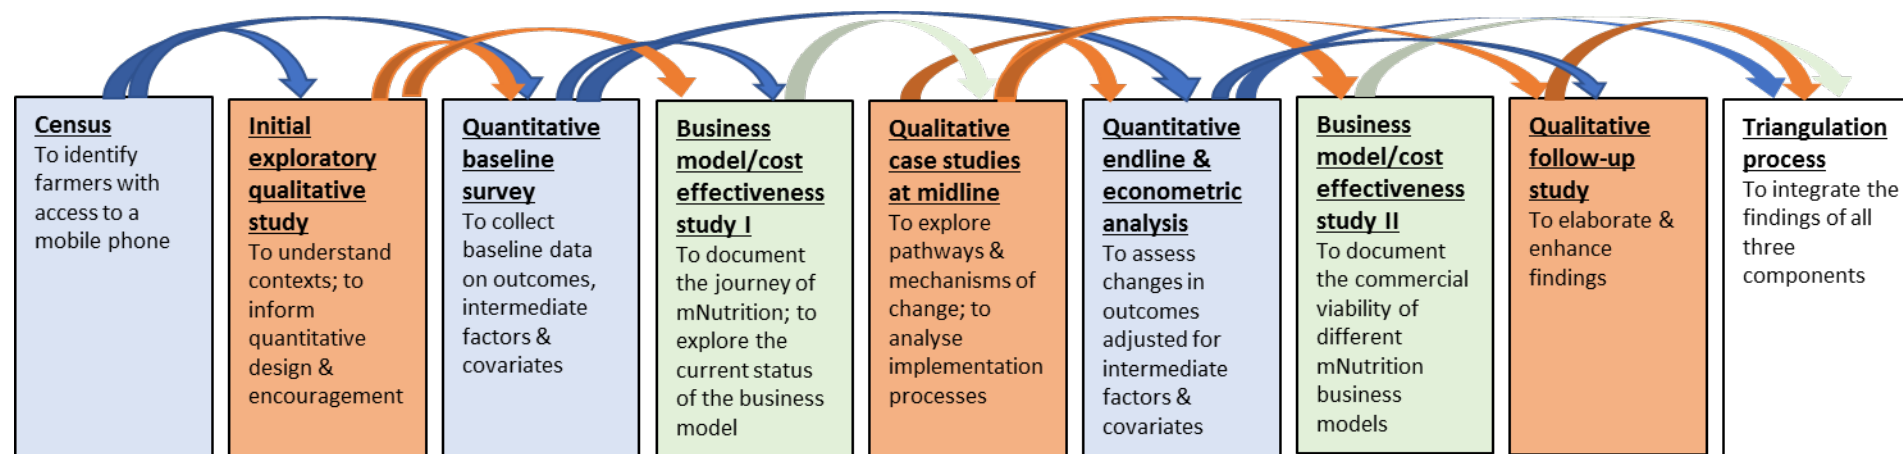 Census
To identify
farmers with
access to a
mobile phone
Initial
exploratory
qualitative
study
To understand
contexts; to
inform
quantitative
design &
encouragement
Quantitative
baseline
survey
To collect
baseline data
on outcomes,
intermediate
factors &
covariates
Business
model/cost
effectiveness
study I
To document
the journey of
mNutrition; to
explore the
current status
of the business
model
Qualitative
case studies
at midline
To explore
pathways &
mechanisms of
change; to
analyse
implementation
processes
Quantitative
endline &
econometric
analysis
To assess
changes in
outcomes
adjusted for
intermediate
factors &
covariates
Business
model/cost
effectiveness
study II
To document
the commercial
viability of
different
mNutrition
business
models
Qualitative
follow-up
study
To elaborate &
enhance
findings
Triangulation
process
To integrate the
findings of all
three
components